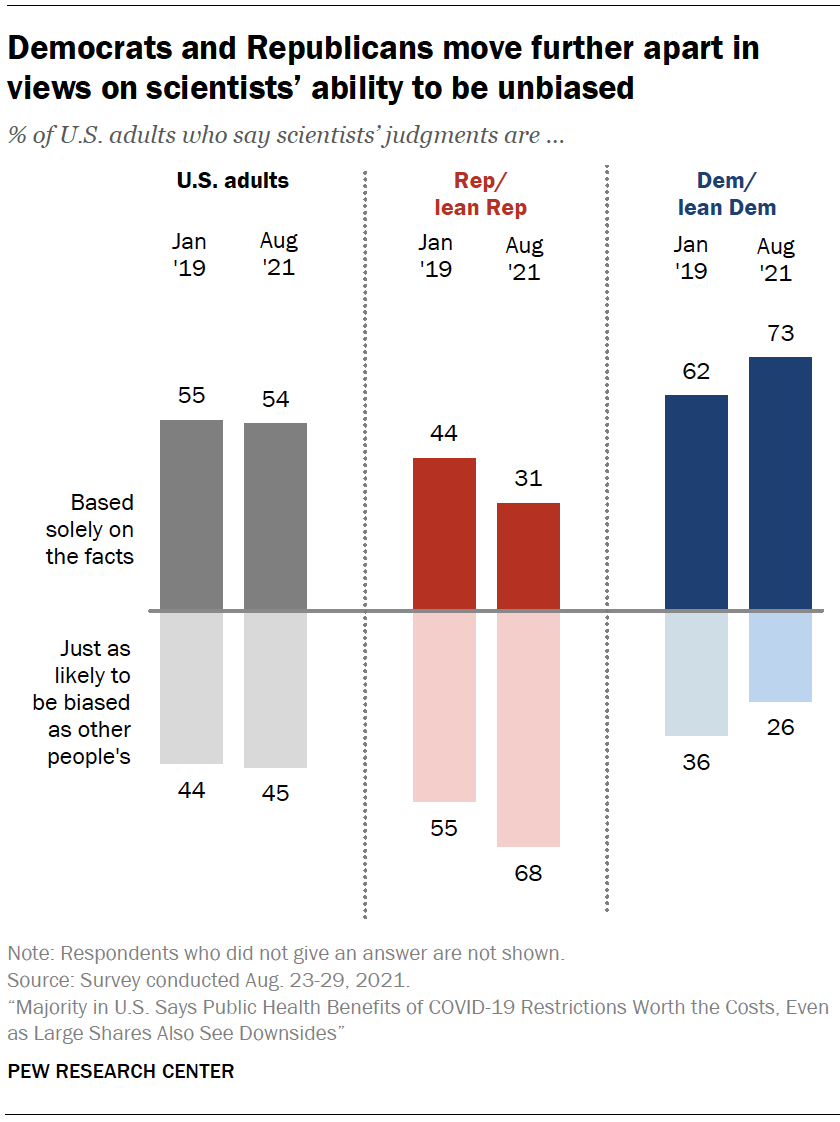 Democrats and Republicans move further apart in
views on scientists’ ability to be unbiased
% of U.S. adults who say scientists’ judgments are ...
U.S. adults
Rep/
lean Rep
Dem/
lean Dem
Jan
'19
Aug
'21
Jan
'19
Aug
'21
Jan
'19
Aug
'21
55
54
44
31
62
73
Based
solely on
the facts
Just as
likely to
be biased
as other
people's
44
45
55
68
36
26
Note: Respondents who did not give an answer are not shown.
Source: Survey conducted Aug. 23-29, 2021.
“Majority in U.S. Says Public Health Benefits of COVID-19 Restrictions Worth the Costs, Even
as Large Shares Also See Downsides”
PEW RESEARCH CENTER